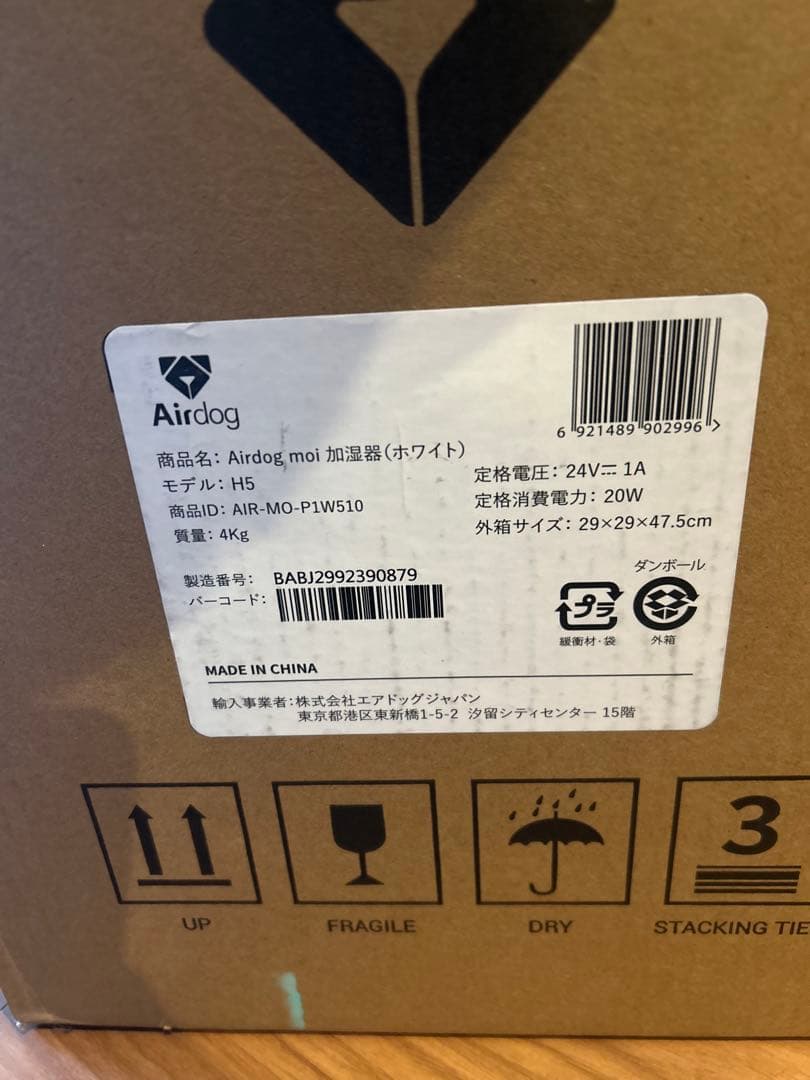 Airdog
6 921489 902996 >
商品名: Airdog moi 加湿器(ホワイト)
モデル: H5
商品ID: AIR-MO-P1W510
質量: 4Kg
定格電圧: 24V⎓ 1A
定格消費電力: 20W
外箱サイズ: 29×29×47.5cm
製造番号: BABJ2992390879
バーコード:
ダンボール
プラ
緩衝材・袋
外箱
MADE IN CHINA
輸入事業者:株式会社エアドッグジャパン
東京都港区東新橋1-5-2 汐留シティセンター 15階
3
UP
FRAGILE
DRY
STACKING TIE